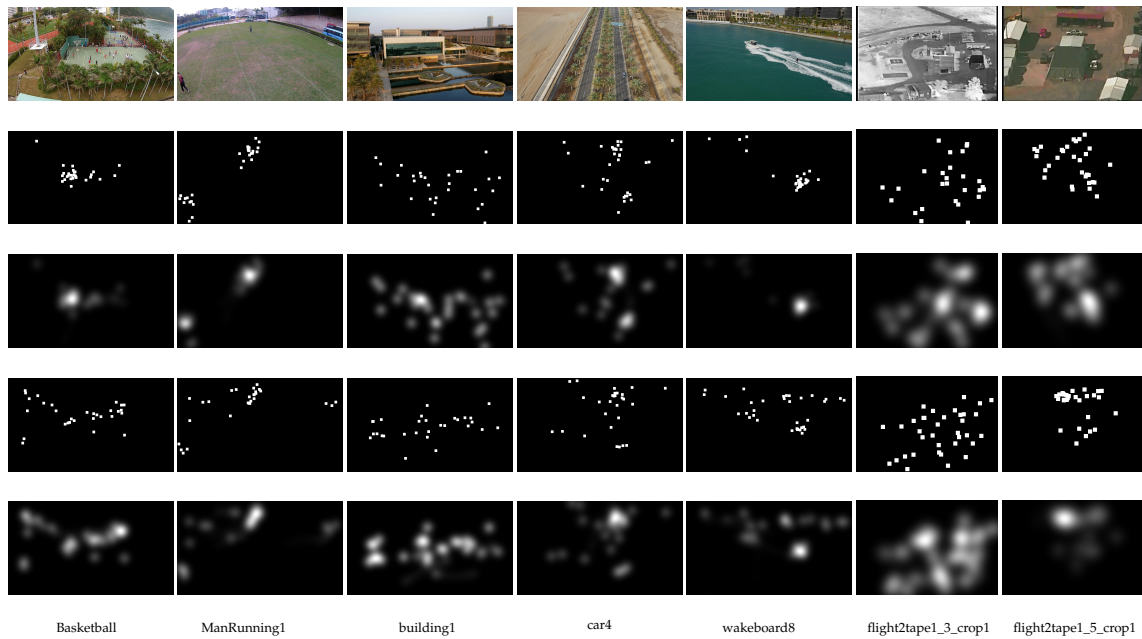 Basketball
ManRunning1
building1
car4
wakeboard8
flight2tape1_3_crop1
flight2tape1_5_crop1